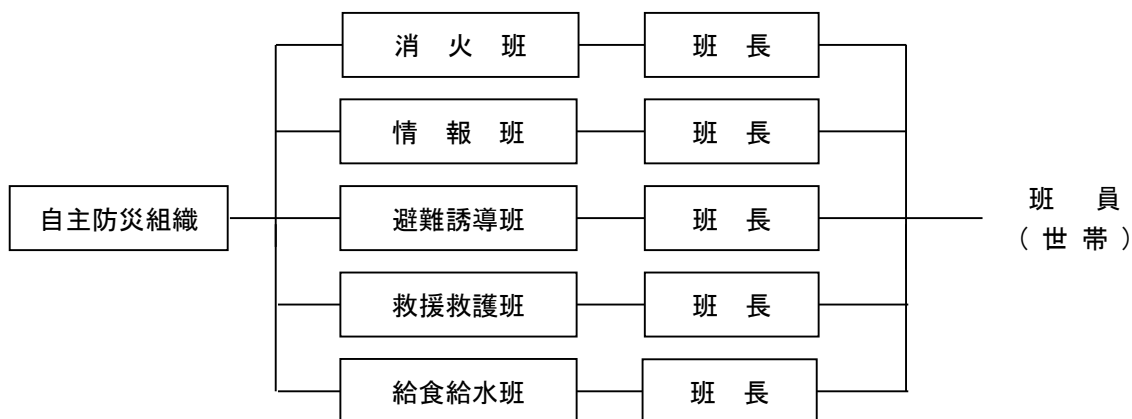 消 火 班
班 長
情 報 班
班 長
自主防災組織
避難誘導班
班 長
班 員
（ 世 帯 ）
救援救護班
班 長
給食給水班
班 長